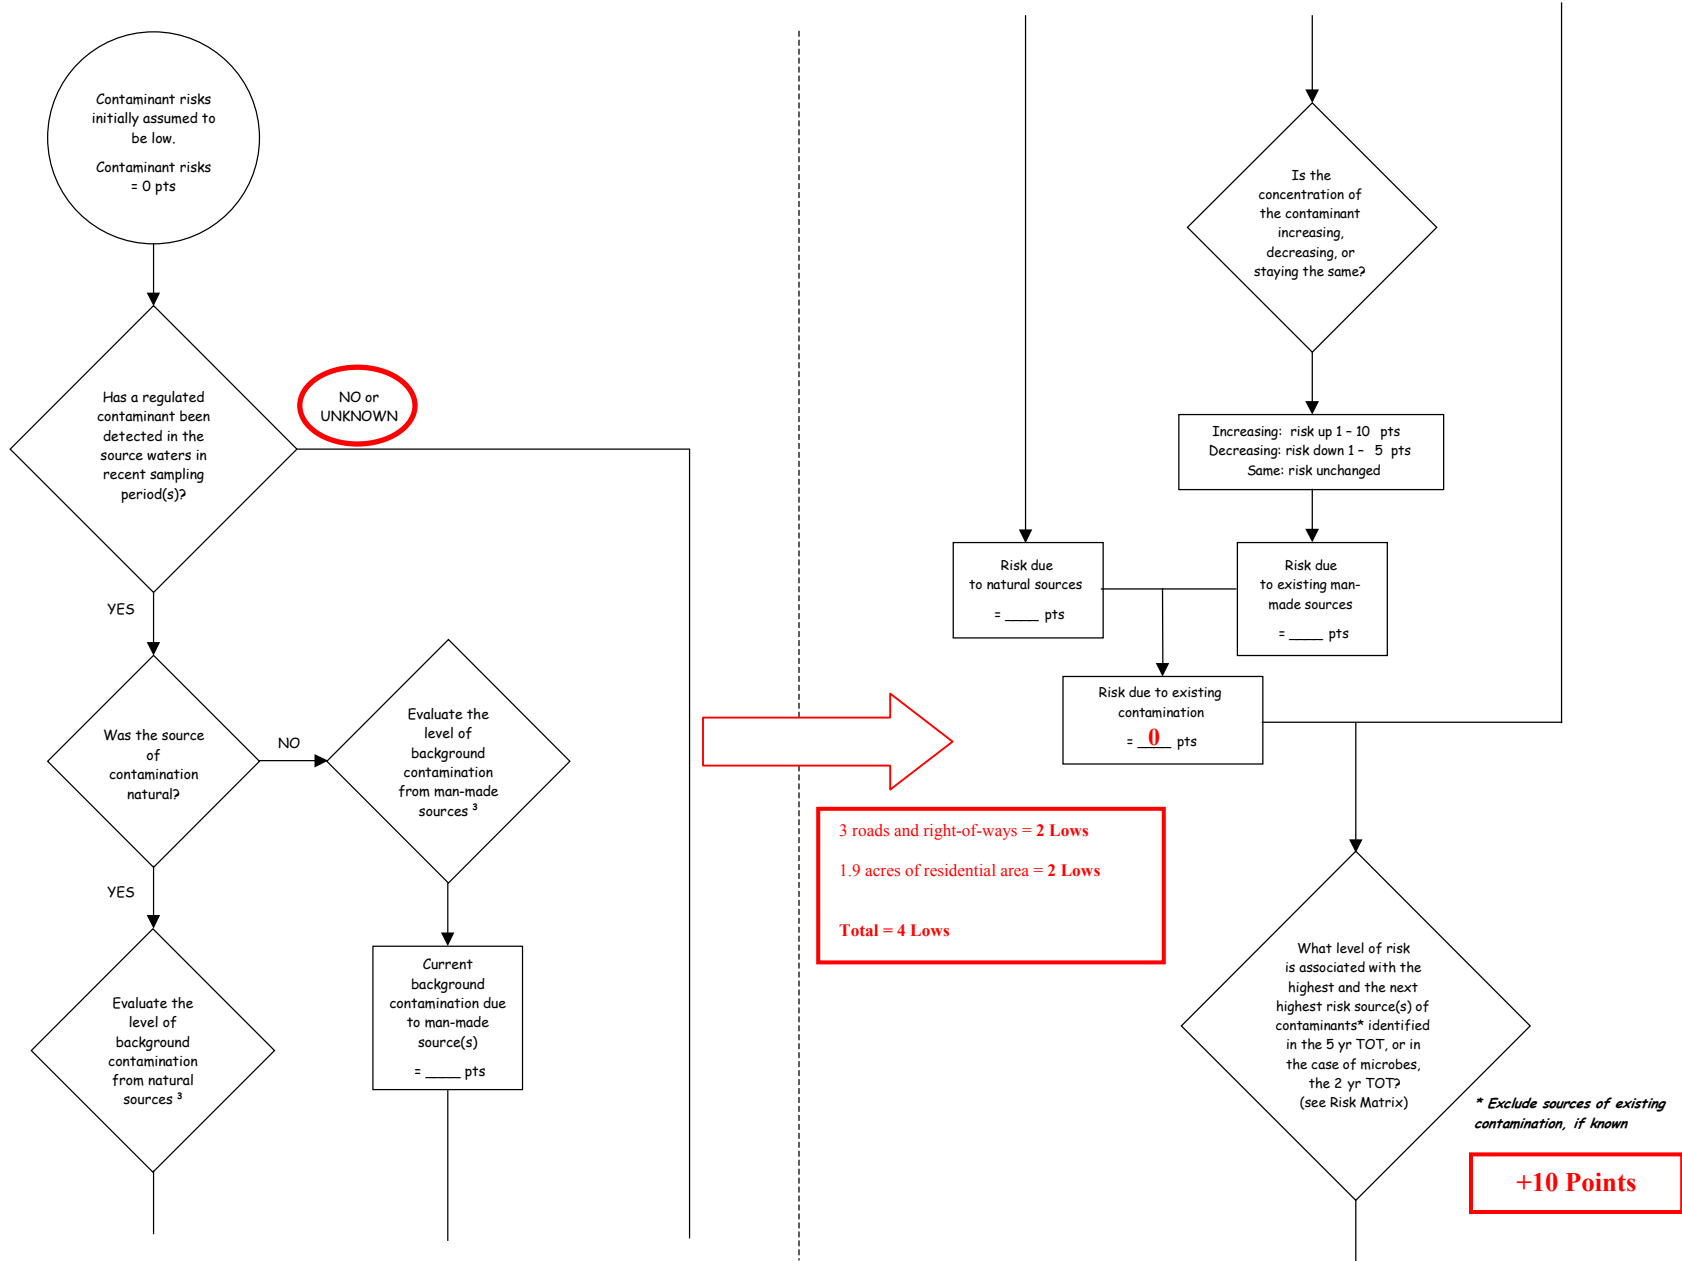 Contaminant risks
initially assumed to
be low.
Contaminant risks
= 0 pts
Has a regulated
contaminant been
detected in the
source waters in
recent sampling
period(s)?
NO or
UNKNOWN
YES
Was the source
of
contamination
natural?
NO
Evaluate the
level of
background
contamination
from man-made
sources ³
YES
Evaluate the
level of
background
contamination
from natural
sources ³
Current
background
contamination due
to man-made
source(s)
= ____ pts
Is the
concentration of
the contaminant
increasing,
decreasing, or
staying the same?
Increasing: risk up 1 – 10 pts
Decreasing: risk down 1 – 5 pts
Same: risk unchanged
Risk due
to natural sources
= ____ pts
Risk due
to existing man-
made sources
= ____ pts
Risk due to existing
contamination
= 0 pts
3 roads and right-of-ways = 2 Lows
1.9 acres of residential area = 2 Lows
Total = 4 Lows
What level of risk
is associated with the
highest and the next
highest risk source(s) of
contaminants* identified
in the 5 yr TOT, or in
the case of microbes,
the 2 yr TOT?
(see Risk Matrix)
* Exclude sources of existing
contamination, if known
+10 Points